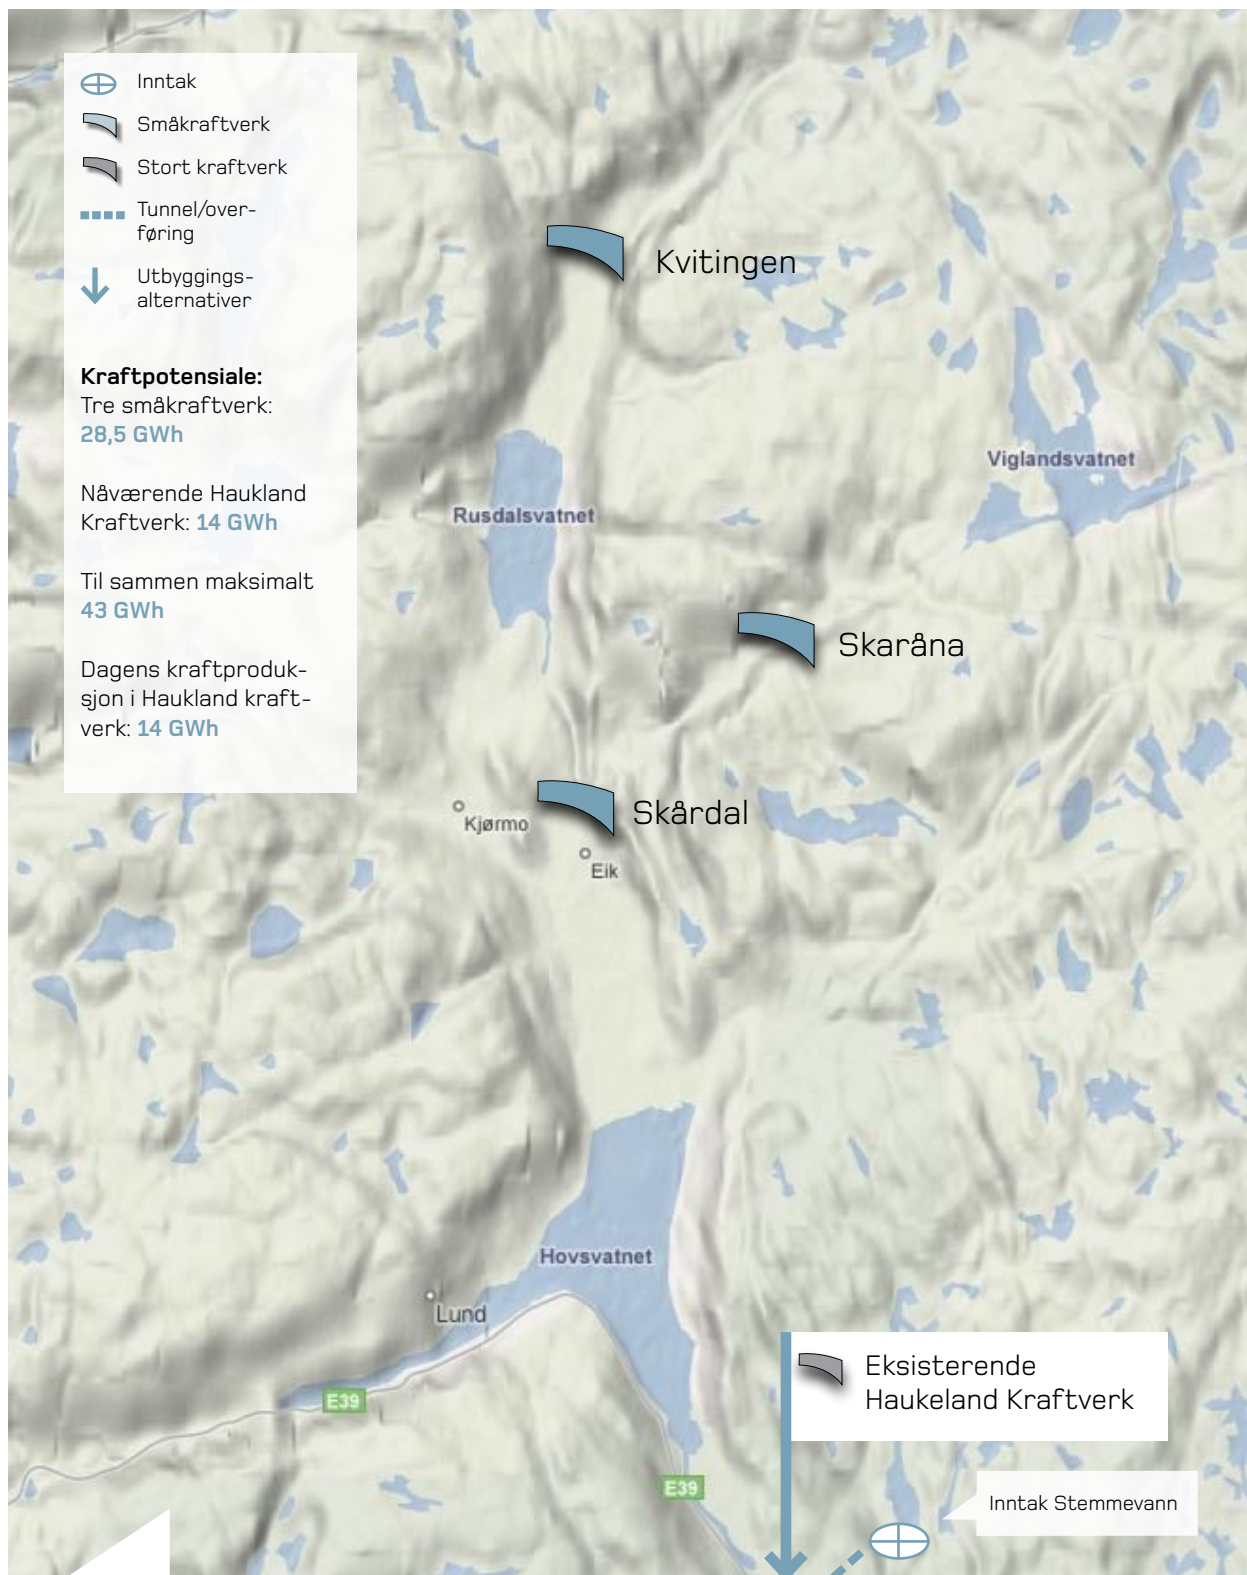 Inntak
Småkraftverk
Stort kraftverk
Tunnel/over-
føring
Utbyggings-
alternativer
Kraftpotensiale:
Tre småkraftverk:
28,5 GWh
Nåværende Haukland
Kraftverk: 14 GWh
Til sammen maksimalt
43 GWh
Dagens kraftproduk-
sjon i Haukland kraft-
verk: 14 GWh
Kvitingen
Viglandsvatnet
Rusdalsvatnet
Skaråna
Skårdal
Kjørmo
Eik
Hovsvatnet
Lund
E39
Eksisterende
Haukeland Kraftverk
E39
Inntak Stemmevann